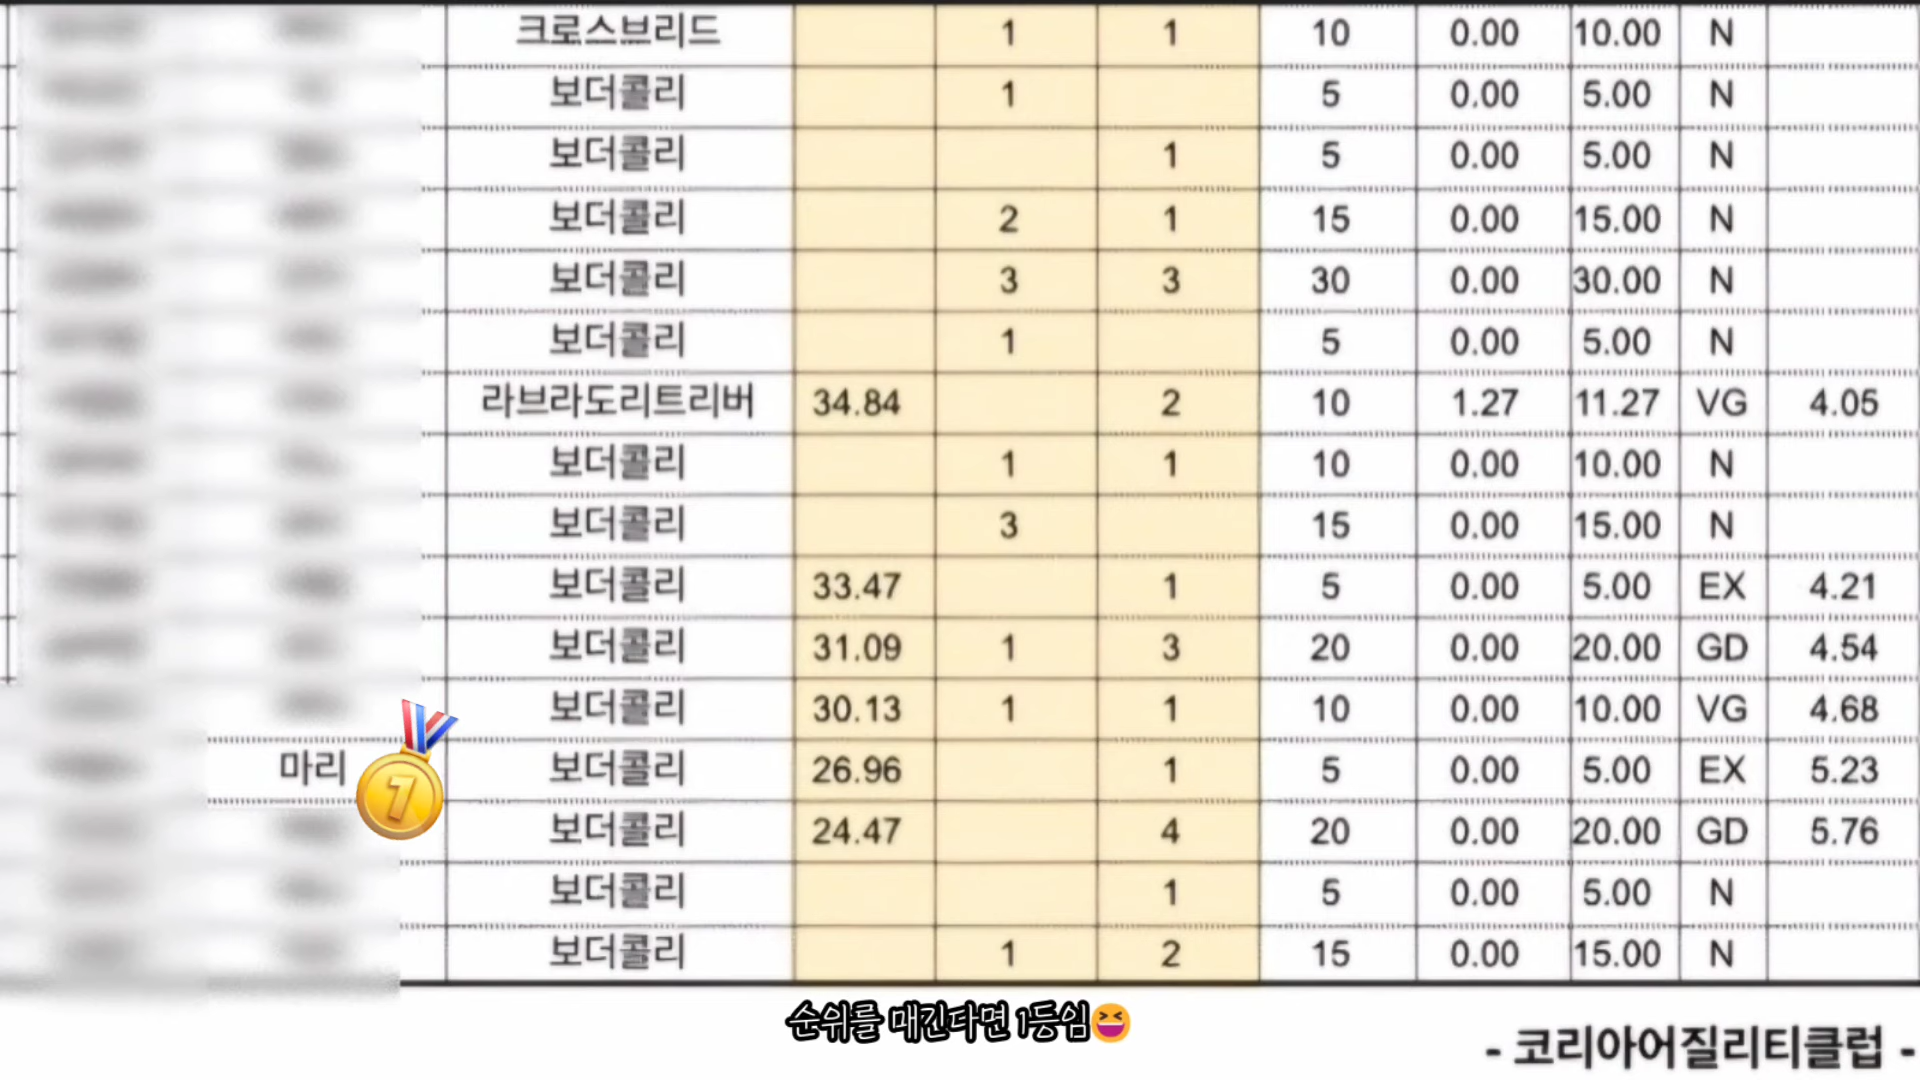 크로스브리드 1 1 10 0.00 10.00 N
보더콜리 1 5 0.00 5.00 N
보더콜리 1 5 0.00 5.00 N
보더콜리 2 1 15 0.00 15.00 N
보더콜리 3 3 30 0.00 30.00 N
보더콜리 1 5 0.00 5.00 N
라브라도리트리버 34.84 2 10 1.27 11.27 VG 4.05
보더콜리 1 1 10 0.00 10.00 N
보더콜리 3 15 0.00 15.00 N
보더콜리 33.47 1 5 0.00 5.00 EX 4.21
보더콜리 31.09 1 3 20 0.00 20.00 GD 4.54
보더콜리 30.13 1 1 10 0.00 10.00 VG 4.68
마리 1 보더콜리 26.96 1 5 0.00 5.00 EX 5.23
보더콜리 24.47 4 20 0.00 20.00 GD 5.76
보더콜리 1 5 0.00 5.00 N
보더콜리 1 2 15 0.00 15.00 N
순위를 매긴다면 1등임
- 코리아어질리티클럽 -